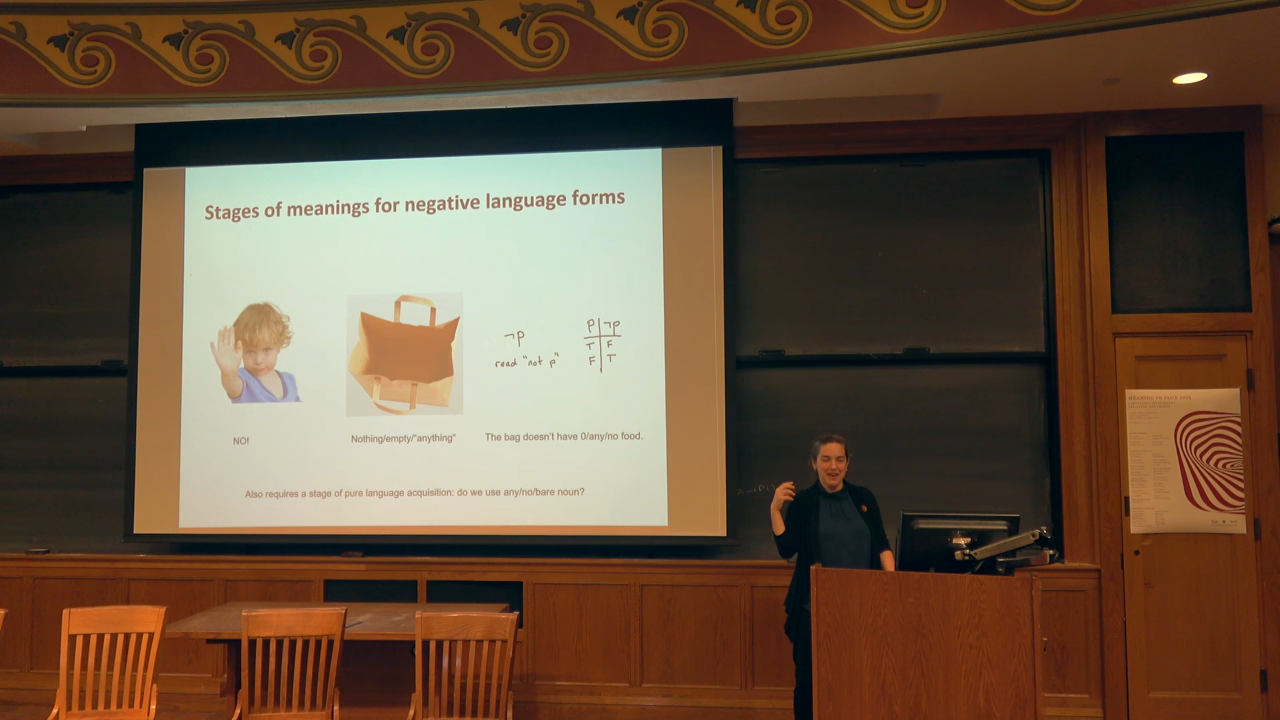 Stages of meanings for negative language forms
¬p
read "not p"
P ¬p
T F
F T
NO!
Nothing/empty/"anything"
The bag doesn't have 0/any/no food.
Also requires a stage of pure language acquisition: do we use any/no/bare noun?